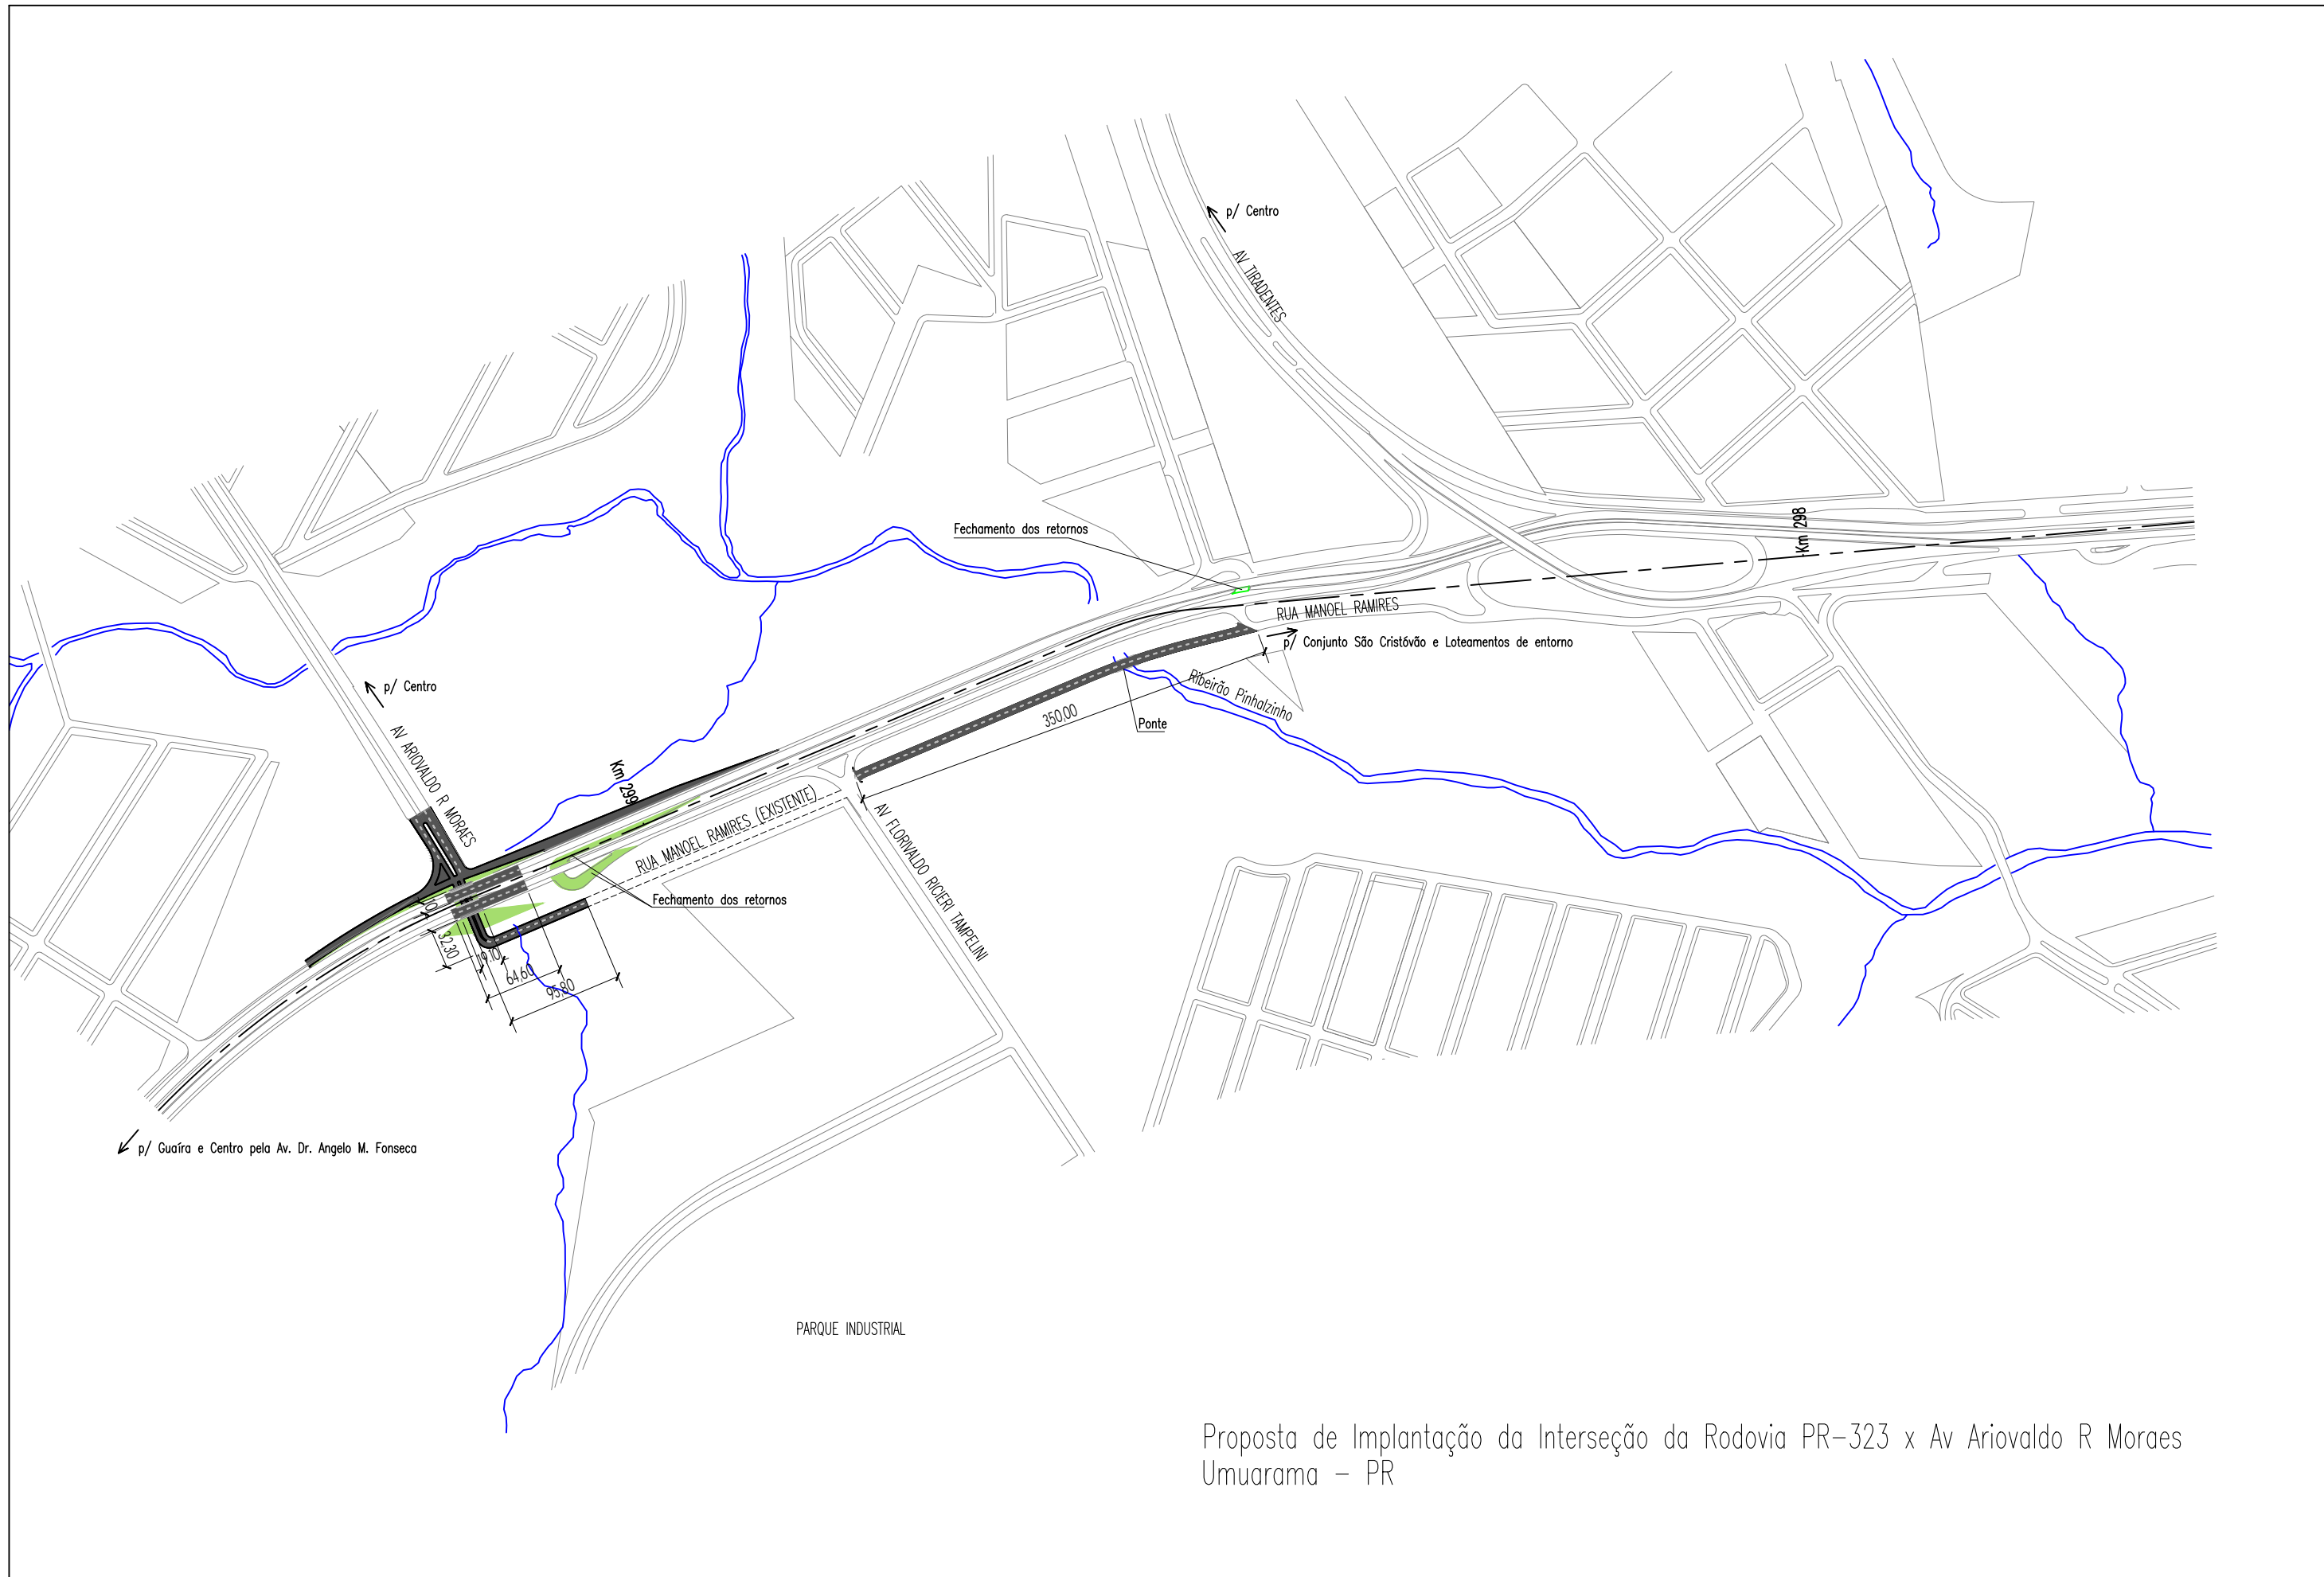 p/ Centro
AV TIRADENTES
Fechamento dos retornos
Km 298
RUA MANOEL RAMIRES
p/ Conjunto São Cristóvão e Loteamentos de entorno
Ribeirão Pinhalzinho
350,00
Ponte
p/ Centro
AV ARIOVALDO R MORAES
Km 299
RUA MANOEL RAMIRES (EXISTENTE)
AV FLORIVALDO RICIERI TAMPELINI
Fechamento dos retornos
32.30
19.10
64.60
95.80
p/ Guaíra e Centro pela Av. Dr. Angelo M. Fonseca
PARQUE INDUSTRIAL
Proposta de Implantação da Interseção da Rodovia PR-323 x Av Ariovaldo R Moraes
Umuarama - PR